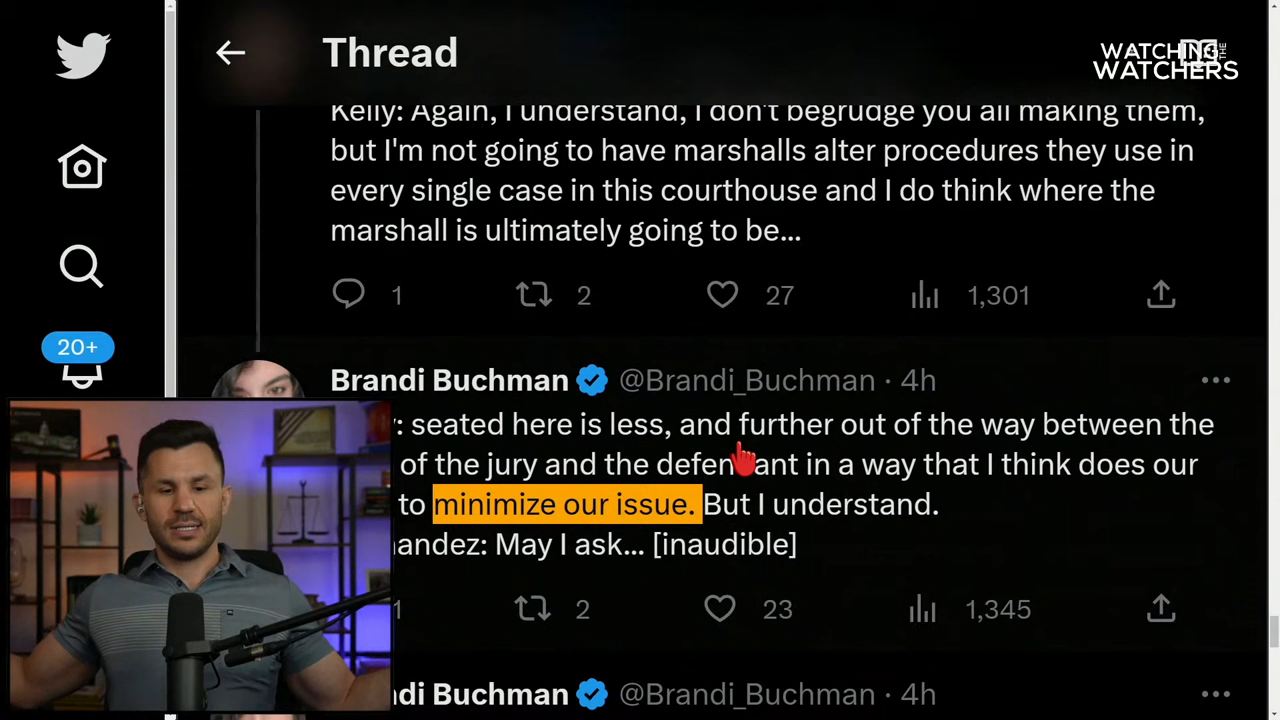 Thread
WATCHING THE
WATCHERS
Kelly: Again, I understand, I don't begrudge you all making them,
but I'm not going to have marshalls alter procedures they use in
every single case in this courthouse and I do think where the
marshall is ultimately going to be...
1 2 27 1,301
20+
Brandi Buchman @Brandi_Buchman · 4h
: seated here is less, and further out of the way between the
of the jury and the defendant in a way that I think does our
to minimize our issue. But I understand.
nandez: May I ask... [inaudible]
1 2 23 1,345
di Buchman @Brandi_Buchman · 4h